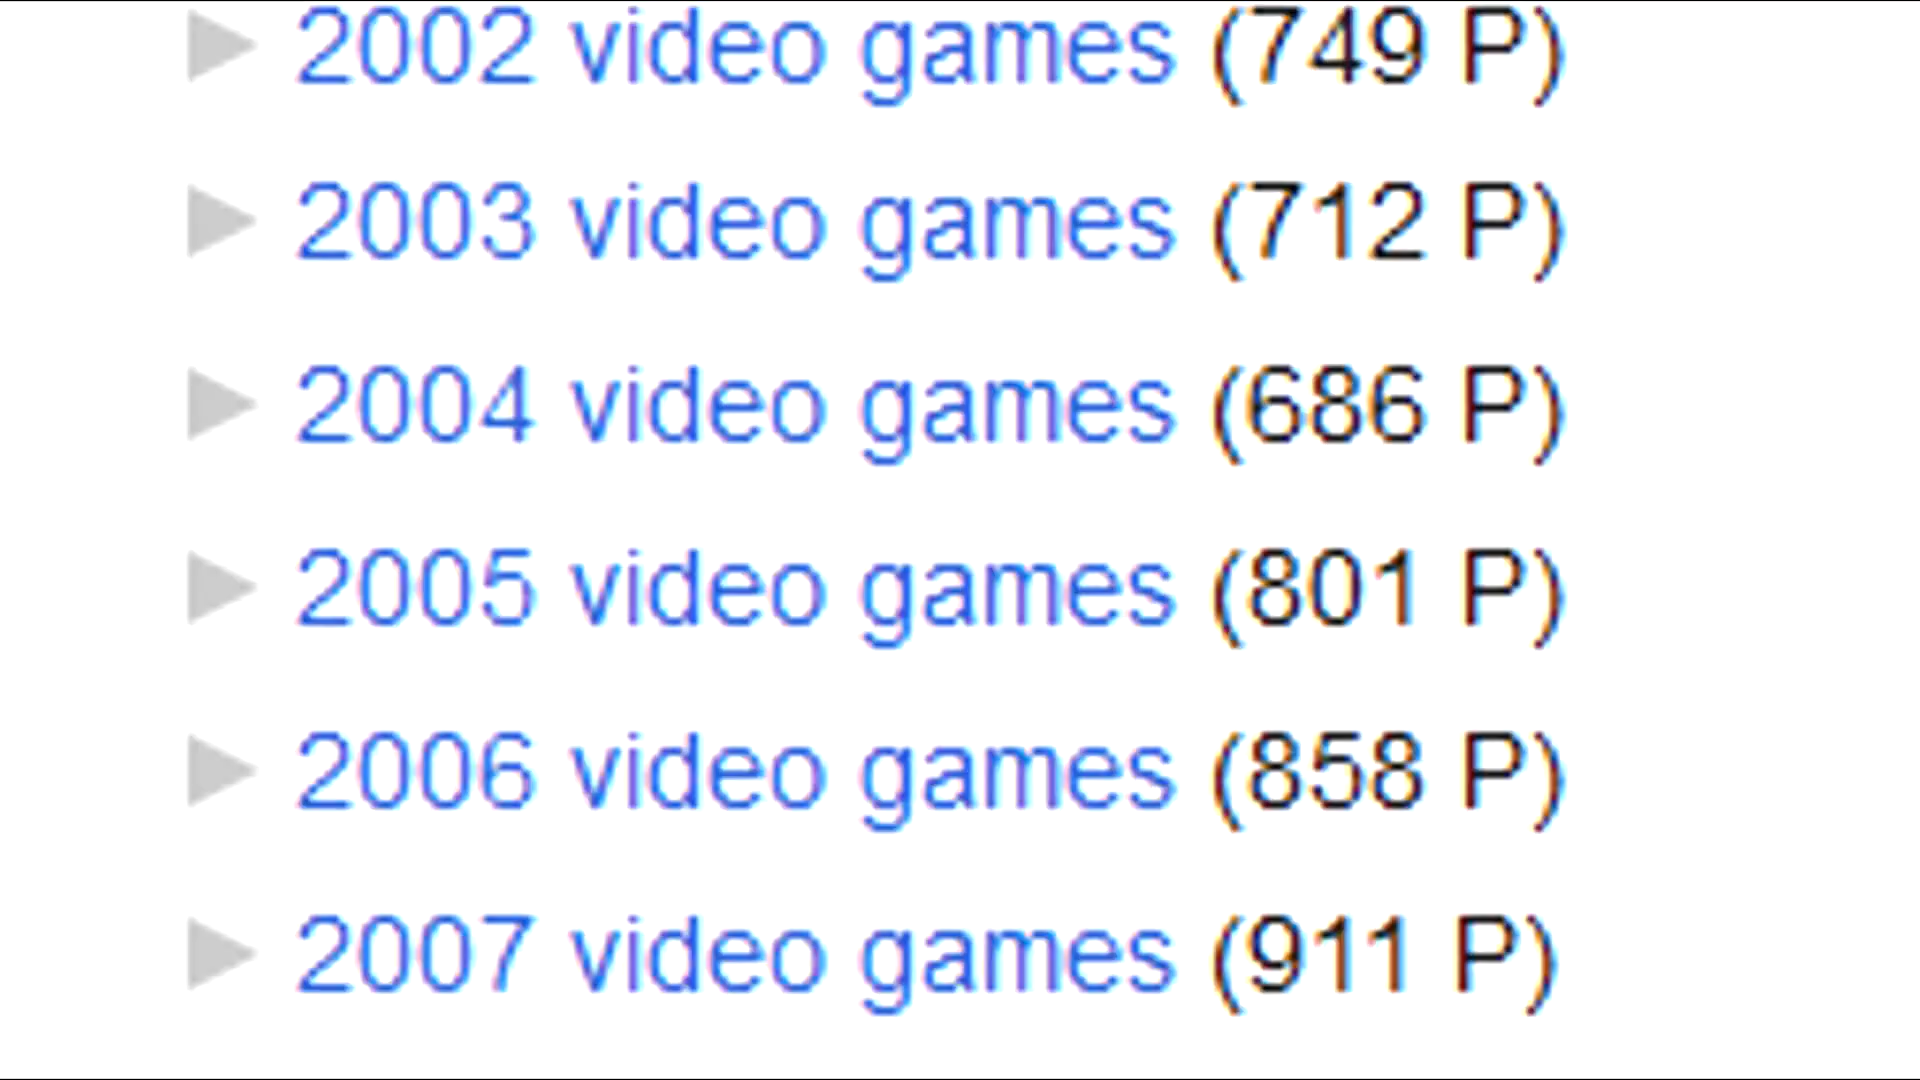 2002 video games (749 P)
2003 video games (712 P)
2004 video games (686 P)
2005 video games (801 P)
2006 video games (858 P)
2007 video games (911 P)